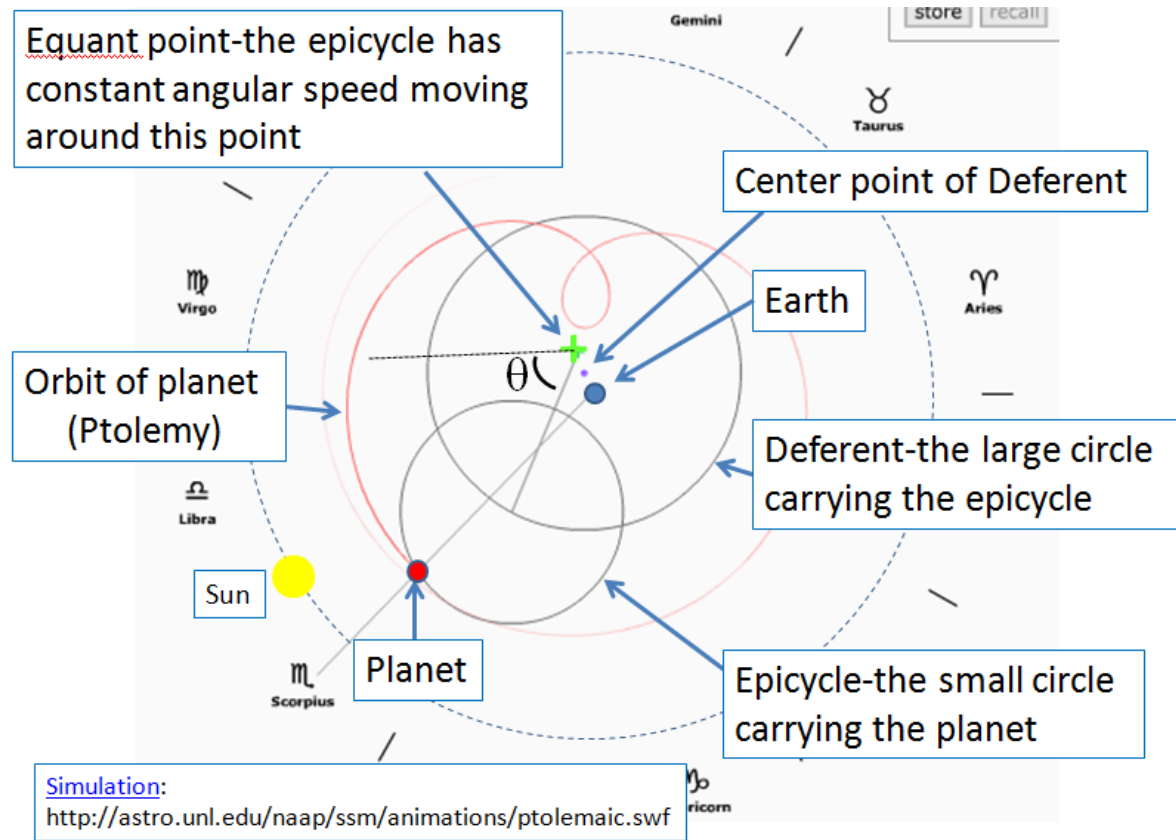 Gemini
store recall
Equant point-the epicycle has
constant angular speed moving
around this point
Taurus
Center point of Deferent
Virgo
Earth
Aries
θ
Orbit of planet
(Ptolemy)
Deferent-the large circle
carrying the epicycle
Libra
Sun
Planet
Scorpius
Epicycle-the small circle
carrying the planet
Simulation:
http://astro.unl.edu/naap/ssm/animations/ptolemaic.swf
ricorn